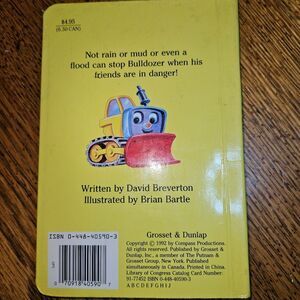 $4.95
(6.50 CAN)
Not rain or mud or even a
flood can stop Bulldozer when his
friends are in danger!
Written by David Breverton
Illustrated by Brian Bartle
ISBN 0-448-40590-3
0 70918 40590 7
Grosset & Dunlap
Copyright © 1992 by Compass Productions.
All rights reserved. Published by Grosset &
Dunlap, Inc., a member of The Putnam &
Grosset Group, New York. Published
simultaneously in Canada. Printed in China.
Library of Congress Catalog Card Number:
91-77452 ISBN 0-448-40590-3
A B C D E F G H I J